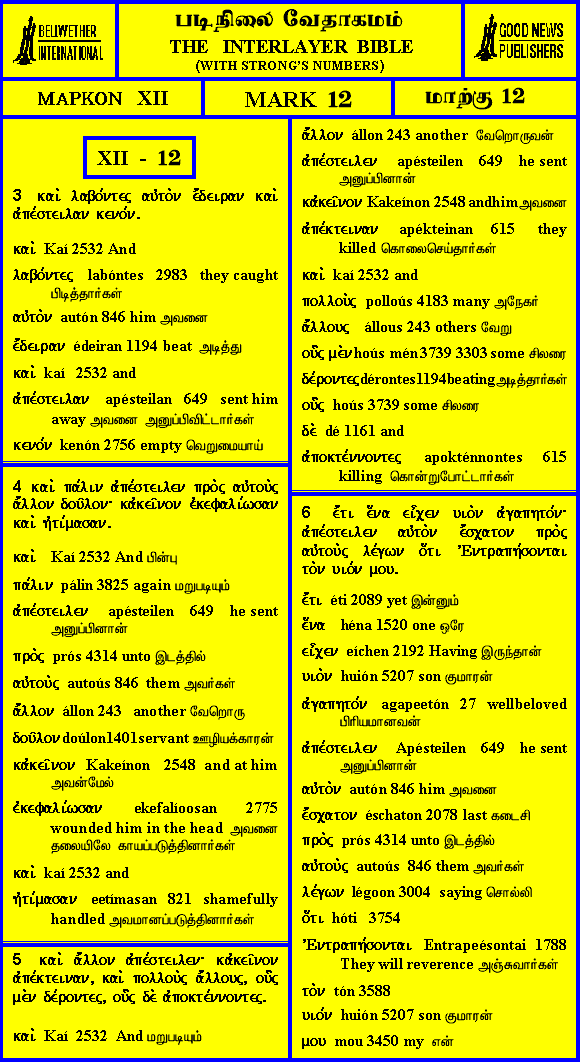 BELIWETHER
INTERNATIONAL
படிநிலை வேதாகமம்
THE INTERLAYER BIBLE
(WITH STRONG'S NUMBERS)
GOOD NEWS
PUBLISHERS
ΜΑΡΚΟΝ XII
MARK 12
மாற்கு 12
XII - 12
3 καὶ λαβόντες αὐτὸν ἔδειραν καὶ
ἀπέστειλαν κενόν.
καὶ Kaí 2532 And
λαβόντες labóntes 2983 they caught
பிடித்தார்கள்
αὐτὸν autón 846 him அவனை
ἔδειραν édeiran 1194 beat அடித்து
καὶ kaí 2532 and
ἀπέστειλαν apésteilan 649 sent him
away அவனை அனுப்பிவிட்டார்கள்
κενόν kenón 2756 empty வெறுமையாய்
4 καὶ πάλιν ἀπέστειλεν πρὸς αὐτοὺς
ἄλλον δοῦλον· κἀκεῖνον ἐκεφαλίωσαν
καὶ ἠτίμασαν.
καὶ Kaí 2532 And பின்பு
πάλιν pálin 3825 again மறுபடியும்
ἀπέστειλεν apésteilen 649 he sent
அனுப்பினான்
πρὸς prós 4314 unto இடத்தில்
αὐτοὺς autoús 846 them அவர்கள்
ἄλλον állon 243 another வேறொரு
δοῦλον doúlon1401servant ஊழியக்காரன்
κἀκεῖνον Kakeínon 2548 and at him
அவன்மேல்
ἐκεφαλίωσαν ekefalíoosan 2775
wounded him in the head அவனை
தலையிலே காயப்படுத்தினார்கள்
καὶ kaí 2532 and
ἠτίμασαν eetímasan 821 shamefully
handled அவமானப்படுத்தினார்கள்
5 καὶ ἄλλον ἀπέστειλεν· κἀκεῖνον
ἀπέκτειναν, καὶ πολλοὺς ἄλλους, οὓς
μὲν δέροντες, οὓς δὲ ἀποκτέννοντες.
καὶ Kaí 2532 And மறுபடியும்
ἄλλον állon 243 another வேறொருவன்
ἀπέστειλεν apésteilen 649 he sent
அனுப்பினான்
κἀκεῖνον Kakeínon 2548 andhim அவனை
ἀπέκτειναν apékteinan 615 they
killed கொலைசெய்தார்கள்
καὶ kaí 2532 and
πολλοὺς polloús 4183 many அநேகர்
ἄλλους állous 243 others வேறு
οὓς μὲν hoús mén 3739 3303 some சிலரை
δέροντες dérontes1194beating அடித்தார்கள்
οὓς hoús 3739 some சிலரை
δὲ dé 1161 and
ἀποκτέννοντες apokténnontes 615
killing கொன்றுபோட்டார்கள்
6 ἔτι ἕνα εἶχεν υἱὸν ἀγαπητόν·
ἀπέστειλεν αὐτὸν ἔσχατον πρὸς
αὐτοὺς λέγων ὅτι Ἐντραπήσονται
τὸν υἱόν μου.
ἔτι éti 2089 yet இன்னும்
ἕνα héna 1520 one ஒரே
εἶχεν eíchen 2192 Having இருந்தான்
υἱὸν huión 5207 son குமாரன்
ἀγαπητόν agapeetón 27 wellbeloved
பிரியமானவன்
ἀπέστειλεν Apésteilen 649 he sent
அனுப்பினான்
αὐτὸν autón 846 him அவனை
ἔσχατον éschaton 2078 last கடைசி
πρὸς prós 4314 unto இடத்தில்
αὐτοὺς autoús 846 them அவர்கள்
λέγων légoon 3004 saying சொல்லி
ὅτι hóti 3754
Ἐντραπήσονται Entrapeésontai 1788
They will reverence அஞ்சுவார்கள்
τὸν tón 3588
υἱόν huión 5207 son குமாரன்
μου mou 3450 my என்